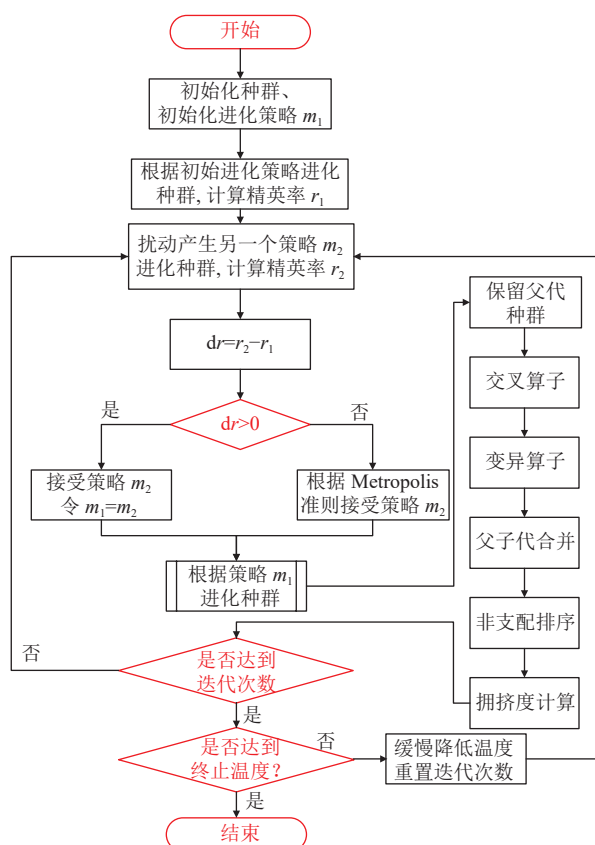 开始
初始化种群、
初始化进化策略 m₁
根据初始进化策略进化
种群, 计算精英率 r₁
扰动产生另一个策略 m₂
进化种群, 计算精英率 r₂
dr=r₂−r₁
dr>0
是
否
接受策略 m₂
令 m₁=m₂
根据 Metropolis
准则接受策略 m₂
根据策略 m₁
进化种群
保留父代
种群
交叉算子
变异算子
父子代合并
非支配排序
拥挤度计算
是否达到
迭代次数
否
是
是否达到
终止温度?
否
缓慢降低温度
重置迭代次数
是
结束